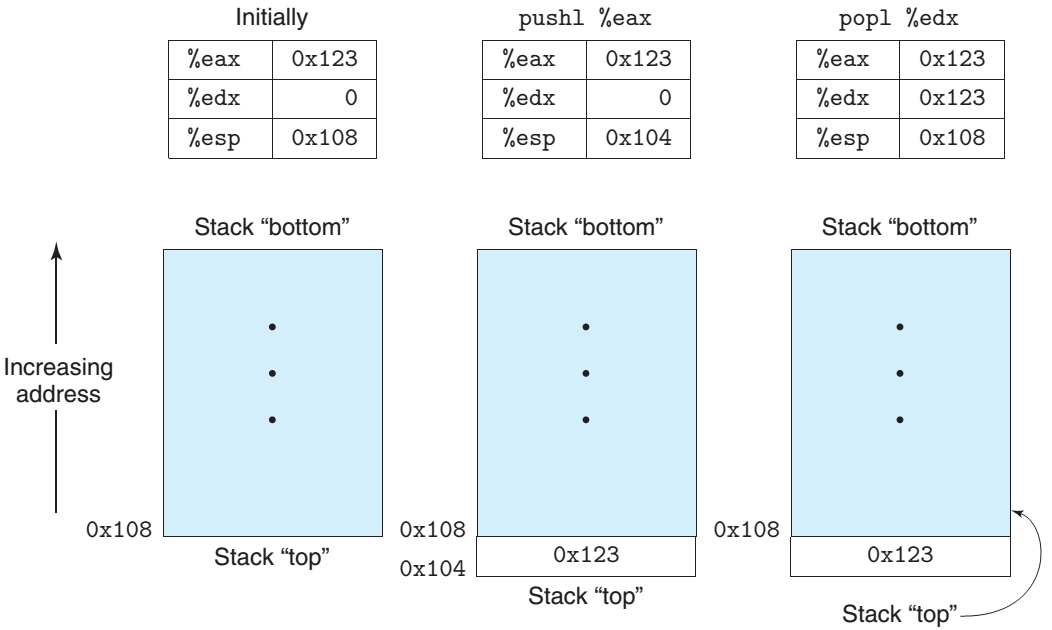 Initially
%eax 0x123
%edx 0
%esp 0x108
pushl %eax
%eax 0x123
%edx 0
%esp 0x104
popl %edx
%eax 0x123
%edx 0x123
%esp 0x108
Increasing
address
Stack “bottom”
0x108
Stack “top”
Stack “bottom”
0x108
0x123
0x104
Stack “top”
Stack “bottom”
0x108
0x123
Stack “top”